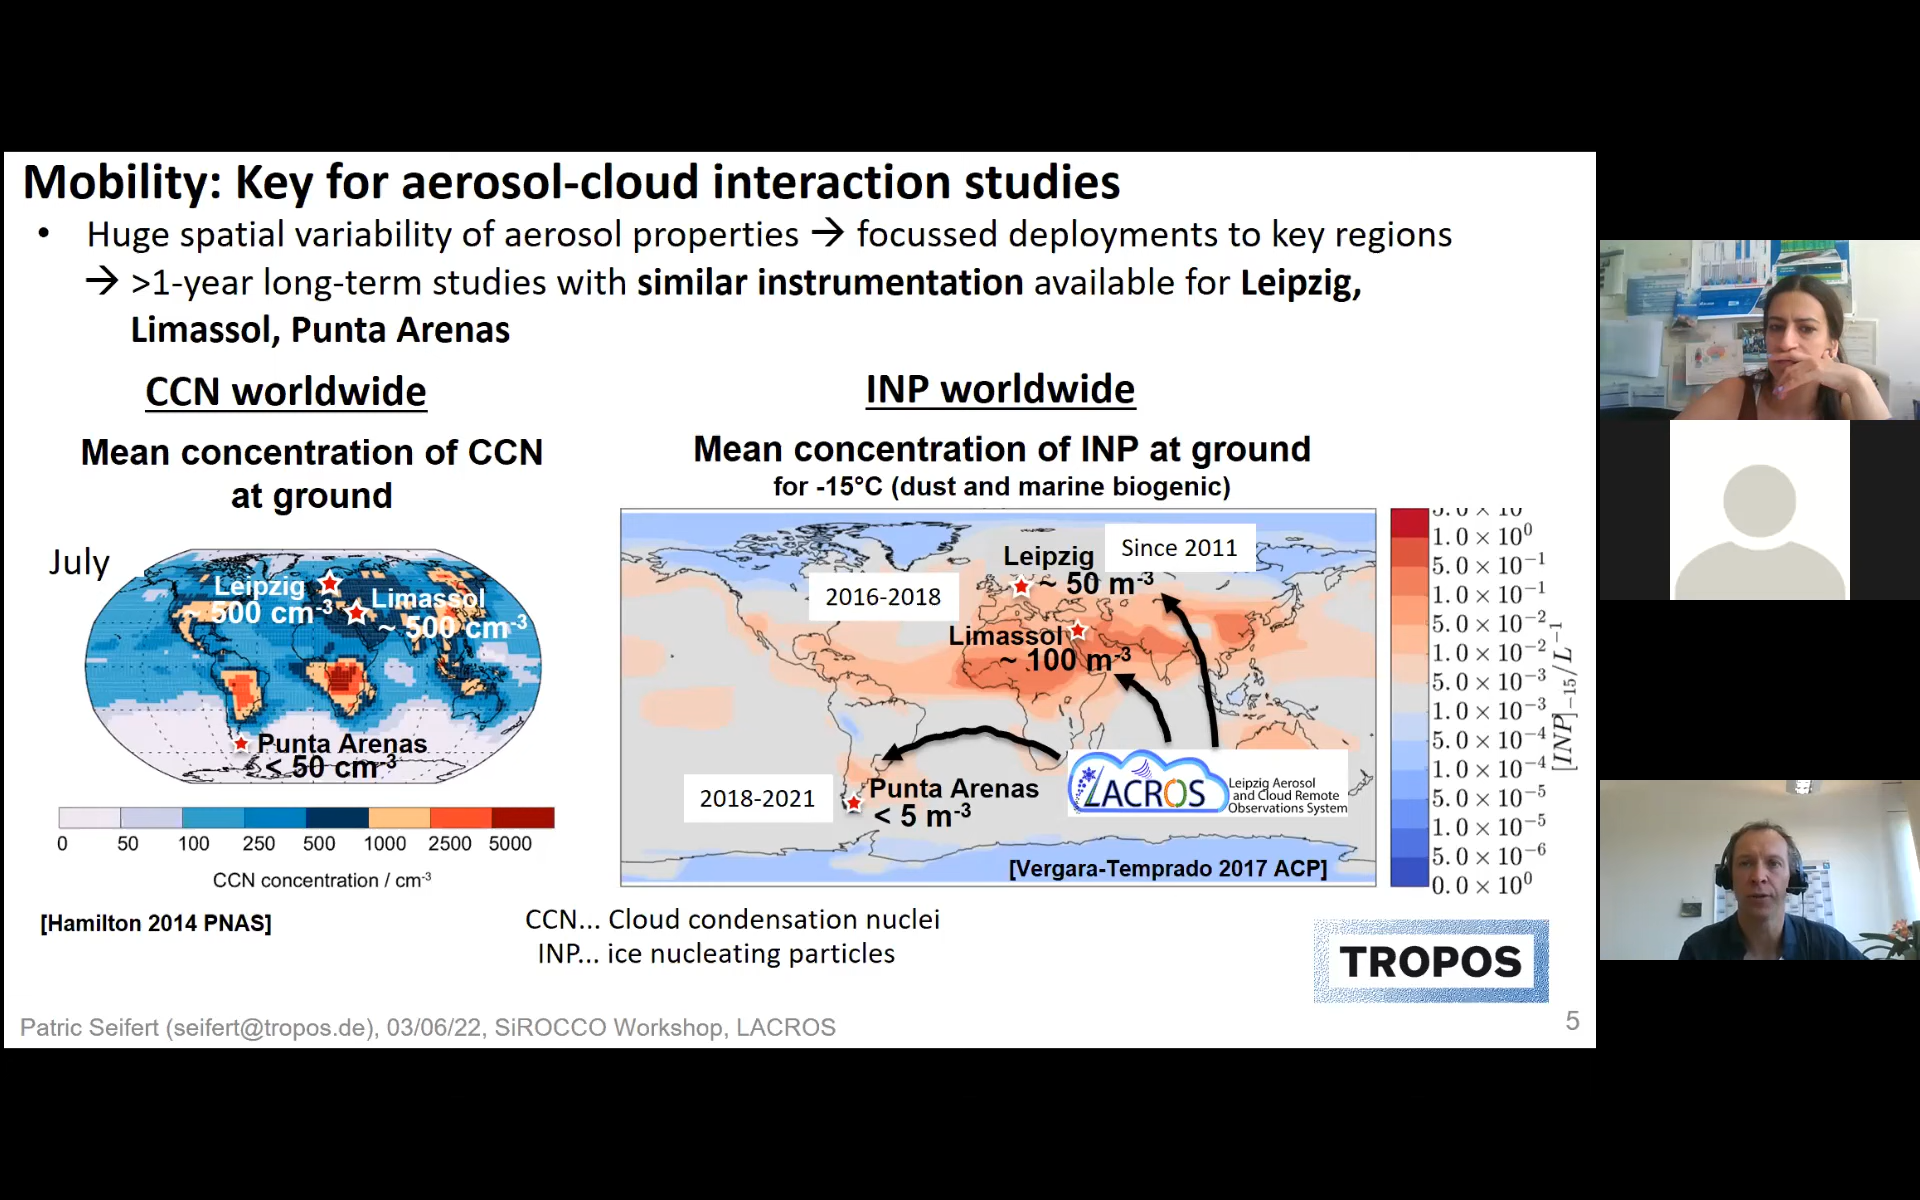 Mobility: Key for aerosol-cloud interaction studies
• Huge spatial variability of aerosol properties → focussed deployments to key regions
→ >1-year long-term studies with similar instrumentation available for Leipzig,
Limassol, Punta Arenas
CCN worldwide
Mean concentration of CCN
at ground
July
Leipzig
~ 500 cm-3
Limassol
~ 500 cm-3
Punta Arenas
< 50 cm-3
0 50 100 250 500 1000 2500 5000
CCN concentration / cm-3
[Hamilton 2014 PNAS]
INP worldwide
Mean concentration of INP at ground
for -15°C (dust and marine biogenic)
Leipzig
~ 50 m-3
Since 2011
2016-2018
Limassol
~ 100 m-3
2018-2021
Punta Arenas
< 5 m-3
LACROS
Leipzig Aerosol
and Cloud Remote
Observations System
[Vergara-Temprado 2017 ACP]
1.0 × 10⁰
5.0 × 10⁻¹
1.0 × 10⁻¹
5.0 × 10⁻²
1.0 × 10⁻²
5.0 × 10⁻³
1.0 × 10⁻³
5.0 × 10⁻⁴
1.0 × 10⁻⁴
5.0 × 10⁻⁵
1.0 × 10⁻⁵
5.0 × 10⁻⁶
0.0 × 10⁰
[INP]₋₁₅/L⁻¹
CCN... Cloud condensation nuclei
INP... ice nucleating particles
TROPOS
Patric Seifert (seifert@tropos.de), 03/06/22, SiROCCO Workshop, LACROS
5